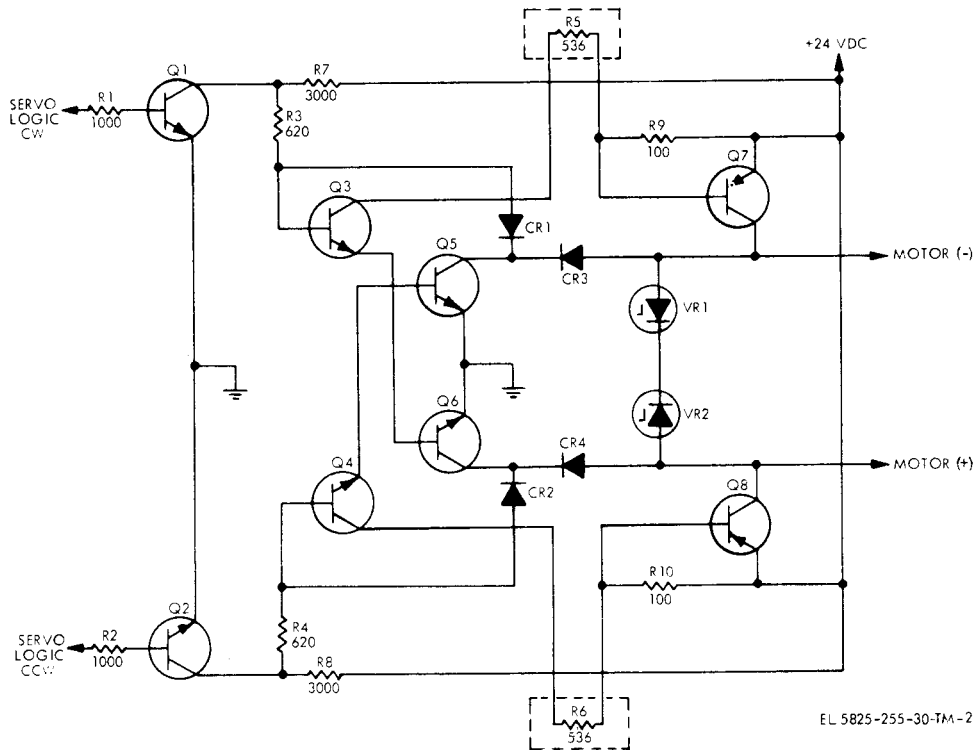 R5
536
+24 VDC
Q1
R7
3000
SERVO
LOGIC
CW
R1
1000
R3
620
R9
100
Q7
Q3
CR1
Q5
CR3
MOTOR (-)
VR1
Q6
VR2
CR4
MOTOR (+)
Q4
CR2
Q8
R10
100
Q2
R4
620
SERVO
LOGIC
CCW
R2
1000
R8
3000
R6
536
EL 5825-255-30-TM-2